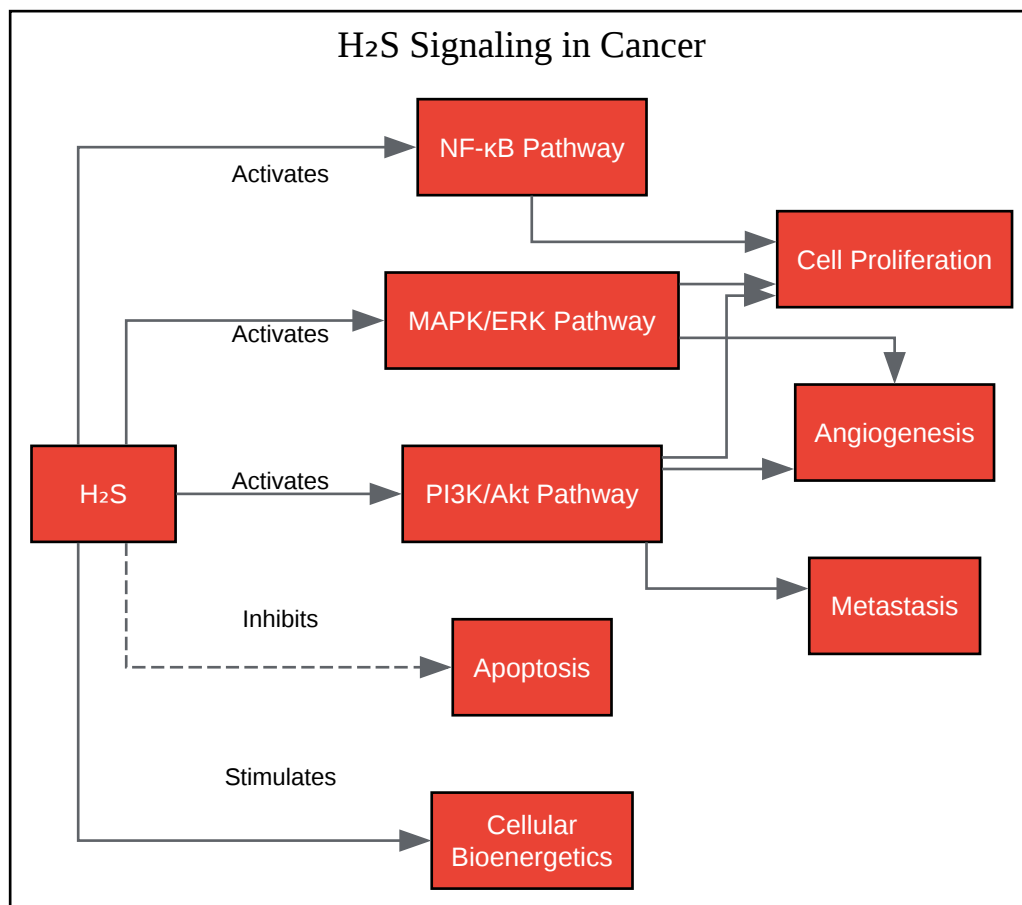 H₂S Signaling in Cancer
NF-κB Pathway
Activates
Cell Proliferation
MAPK/ERK Pathway
Activates
Angiogenesis
H₂S
Activates
PI3K/Akt Pathway
Metastasis
Inhibits
Apoptosis
Stimulates
Cellular
Bioenergetics